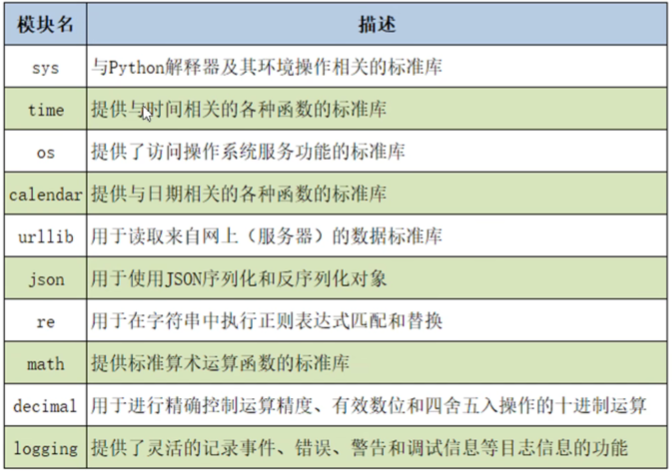 模块名 描述
sys 与Python解释器及其环境操作相关的标准库
time 提供与时间相关的各种函数的标准库
os 提供了访问操作系统服务功能的标准库
calendar 提供与日期相关的各种函数的标准库
urllib 用于读取来自网上（服务器）的数据标准库
json 用于使用JSON序列化和反序列化对象
re 用于在字符串中执行正则表达式匹配和替换
math 提供标准算术运算函数的标准库
decimal 用于进行精确控制运算精度、有效数位和四舍五入操作的十进制运算
logging 提供了灵活的记录事件、错误、警告和调试信息等日志信息的功能